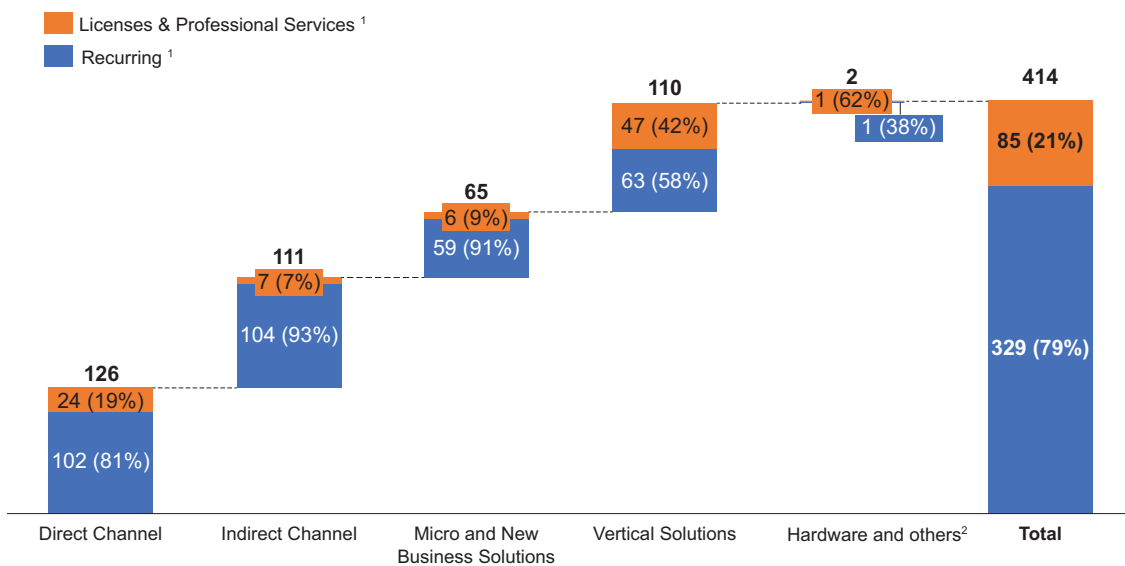 Licenses & Professional Services 1
Recurring 1
126
24 (19%)
102 (81%)
111
7 (7%)
104 (93%)
65
6 (9%)
59 (91%)
110
47 (42%)
63 (58%)
2
1 (62%)
1 (38%)
414
85 (21%)
329 (79%)
Direct Channel
Indirect Channel
Micro and New
Business Solutions
Vertical Solutions
Hardware and others2
Total